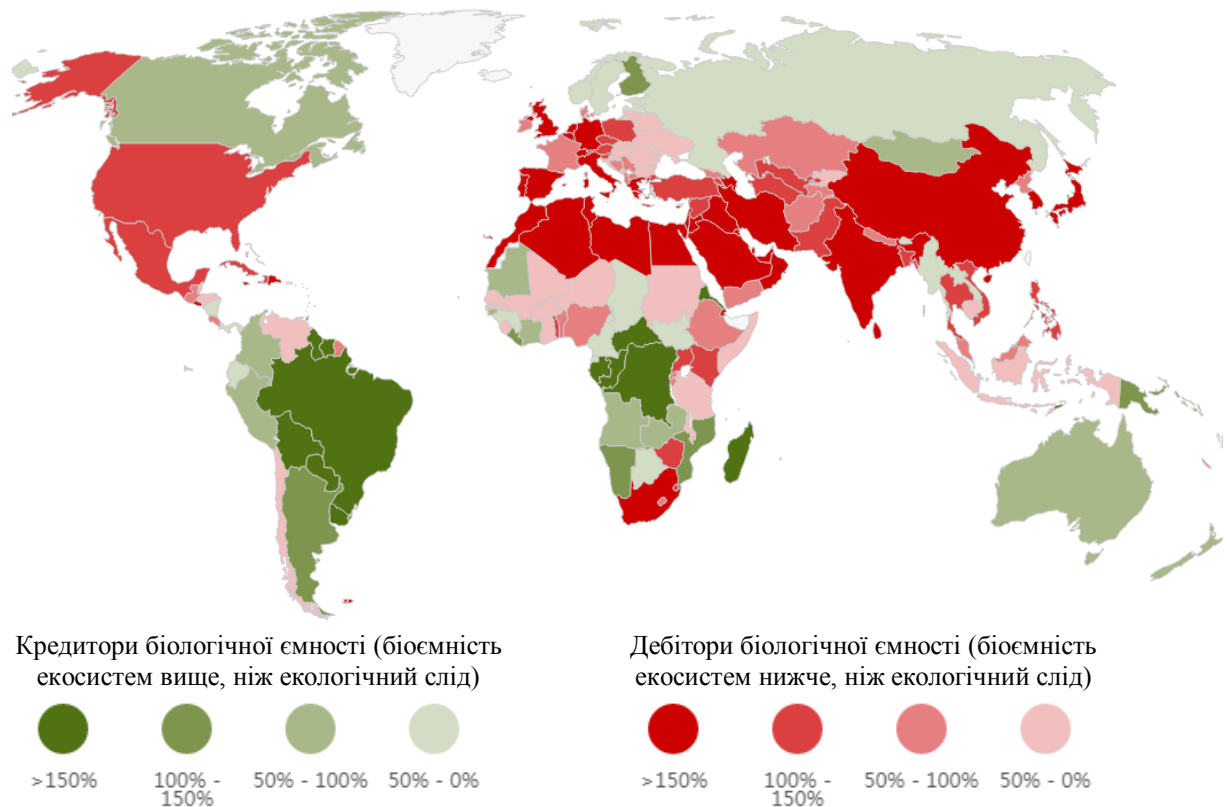 Кредитори біологічної ємності (біоємність
екосистем вище, ніж екологічний слід)
>150%
100% -
150%
50% - 100%
50% - 0%
Дебітори біологічної ємності (біоємність
екосистем нижче, ніж екологічний слід)
>150%
100% -
150%
50% - 100%
50% - 0%